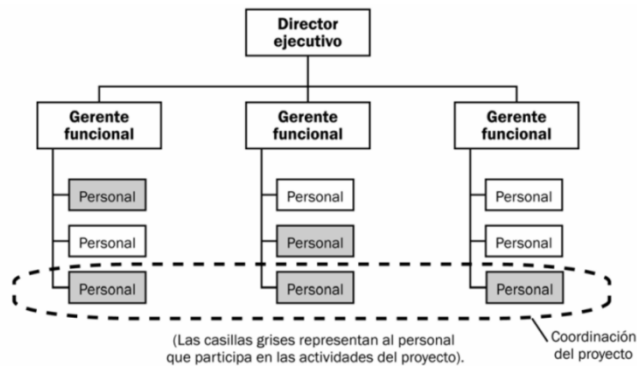 Director
ejecutivo
Gerente
funcional
Gerente
funcional
Gerente
funcional
Personal
Personal
Personal
Personal
Personal
Personal
Personal
Personal
Personal
(Las casillas grises representan al personal
que participa en las actividades del proyecto).
Coordinación
del proyecto